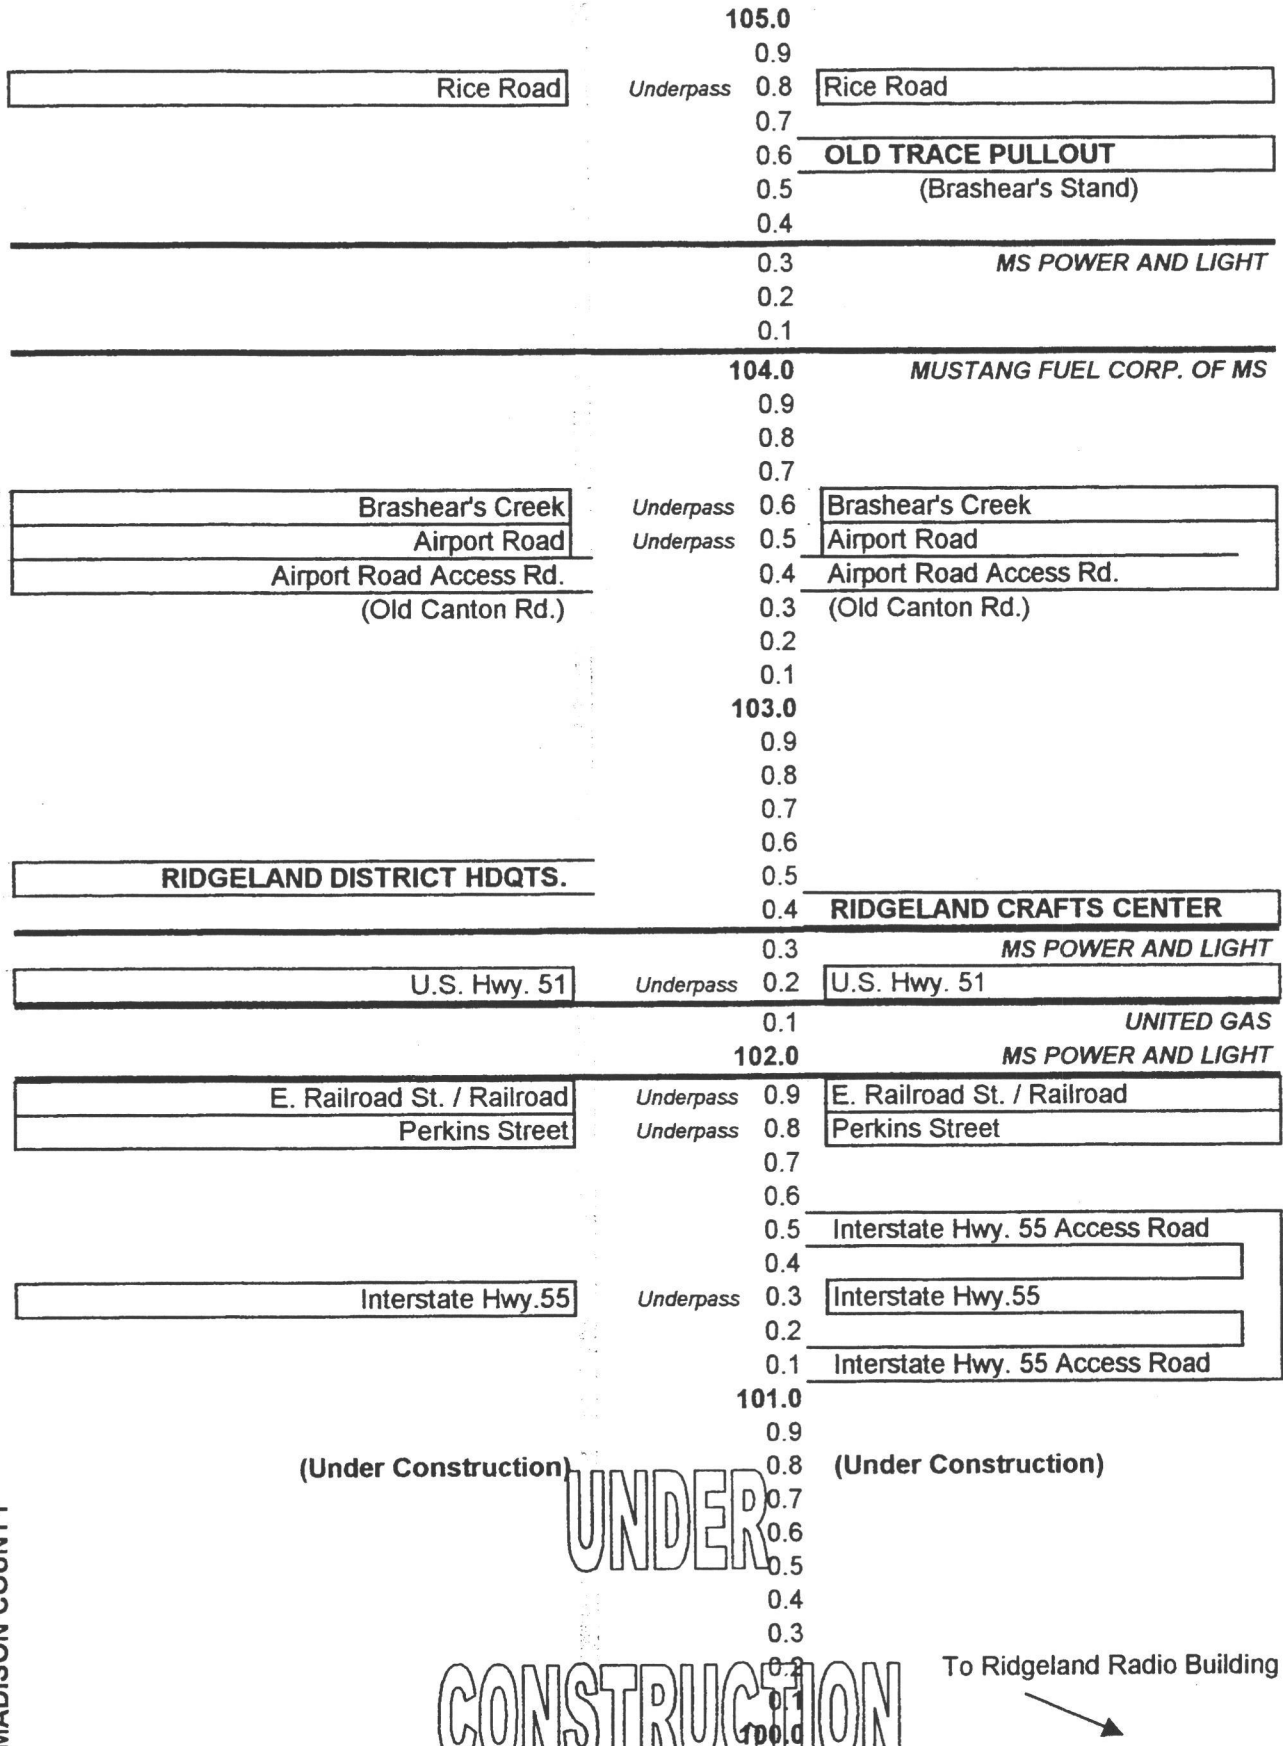 105.0
0.9
Rice Road Underpass 0.8 Rice Road
0.7
0.6 OLD TRACE PULLOUT
0.5 (Brashear's Stand)
0.4
0.3 MS POWER AND LIGHT
0.2
0.1
104.0 MUSTANG FUEL CORP. OF MS
0.9
0.8
0.7
Brashear's Creek Underpass 0.6 Brashear's Creek
Airport Road Underpass 0.5 Airport Road
Airport Road Access Rd. 0.4 Airport Road Access Rd.
(Old Canton Rd.) 0.3 (Old Canton Rd.)
0.2
0.1
103.0
0.9
0.8
0.7
0.6
RIDGELAND DISTRICT HDQTS. 0.5
0.4 RIDGELAND CRAFTS CENTER
0.3 MS POWER AND LIGHT
U.S. Hwy. 51 Underpass 0.2 U.S. Hwy. 51
0.1 UNITED GAS
102.0 MS POWER AND LIGHT
E. Railroad St. / Railroad Underpass 0.9 E. Railroad St. / Railroad
Perkins Street Underpass 0.8 Perkins Street
0.7
0.6
0.5 Interstate Hwy. 55 Access Road
0.4
Interstate Hwy.55 Underpass 0.3 Interstate Hwy.55
0.2
0.1 Interstate Hwy. 55 Access Road
101.0
0.9
(Under Construction) 0.8 (Under Construction)
UNDER
0.7
0.6
0.5
0.4
0.3
To Ridgeland Radio Building
0.2
CONSTRUCTION
0.1
100.0
MADISON COUNTY